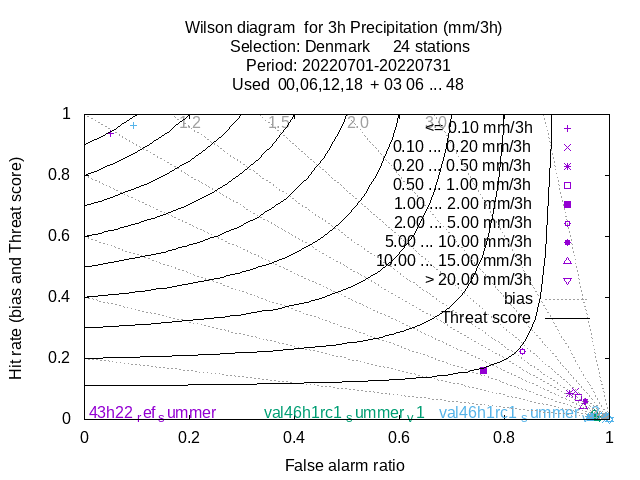 Wilson diagram for 3h Precipitation (mm/3h)
Selection: Denmark 24 stations
Period: 20220701-20220731
Used 00,06,12,18 + 03 06 ... 48
1
1.2
1.5
2.0
3.0
<= 0.10 mm/3h
0.10 ... 0.20 mm/3h
0.20 ... 0.50 mm/3h
0.50 ... 1.00 mm/3h
1.00 ... 2.00 mm/3h
2.00 ... 5.00 mm/3h
5.00 ... 10.00 mm/3h
10.00 ... 15.00 mm/3h
> 20.00 mm/3h
bias
Threat score
0.8
0.6
0.4
0.2
0
Hit rate (bias and Threat score)
43h22refsummer
val46h1rc1summerv1
val46h1rc1summer
0 0.2 0.4 0.6 0.8 1
False alarm ratio